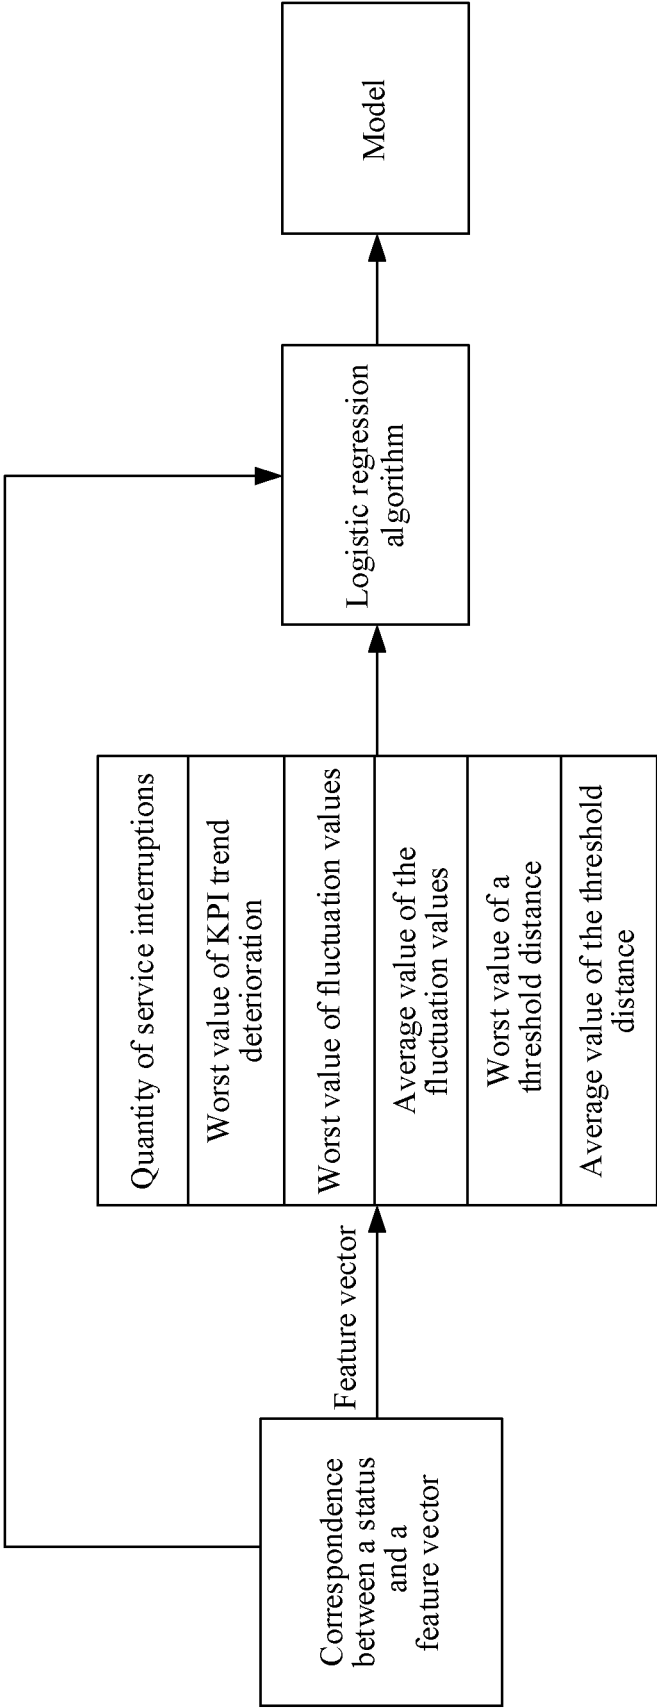 Correspondence
between a status
and a
feature vector
Feature vector
Quantity of service interruptions
Worst value of KPI trend
deterioration
Worst value of fluctuation values
Average value of the
fluctuation values
Worst value of a
threshold distance
Average value of the threshold
distance
Logistic regression
algorithm
Model